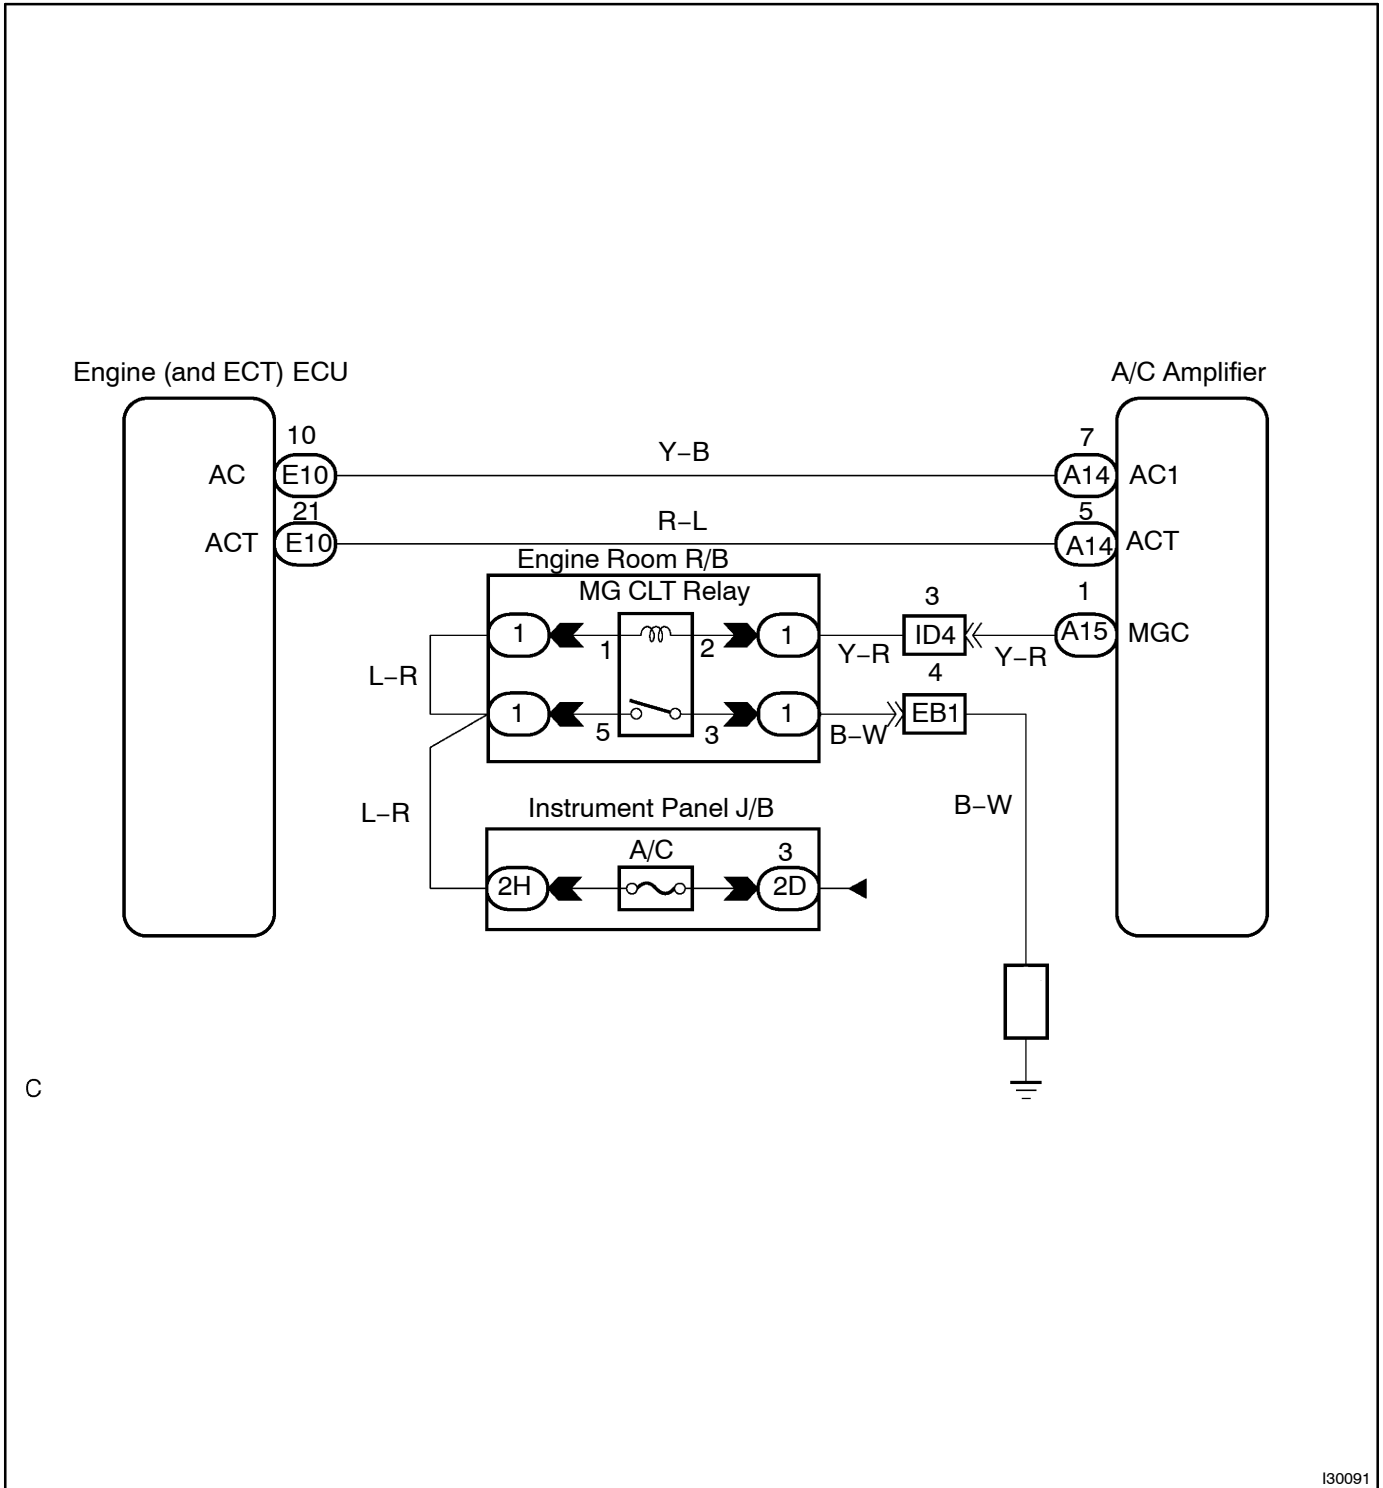 Engine (and ECT) ECU
A/C Amplifier
10
7
Y–B
AC
E10
A14
AC1
21
5
R–L
ACT
E10
A14
ACT
Engine Room R/B
MG CLT Relay
3
1
1
1
ID4
A15
MGC
1
2
Y–R
Y–R
L–R
4
1
1
EB1
5
3
B–W
L–R
Instrument Panel J/B
B–W
A/C
3
2H
2D
C
I30091